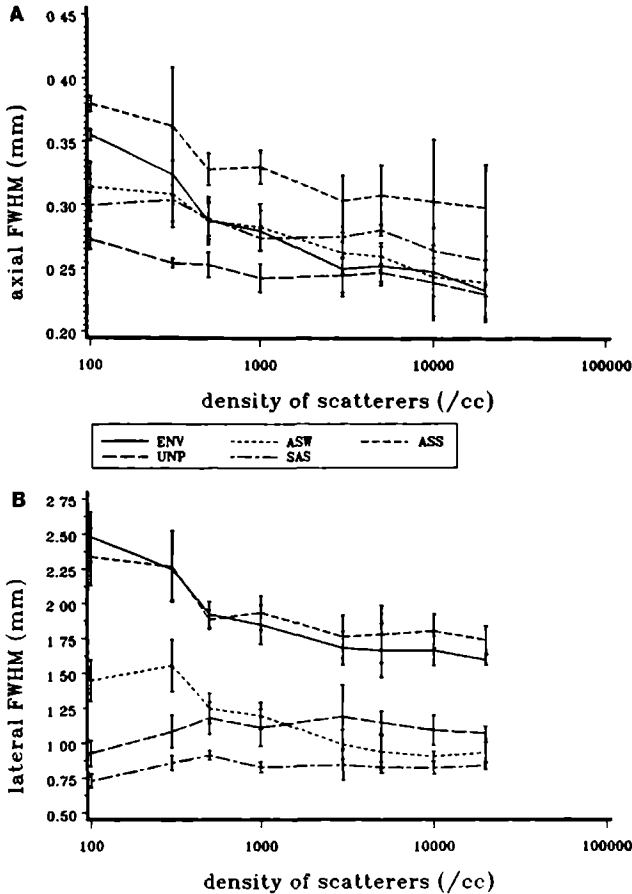 A
0 45
0 40
0.35
0.30
0.25
0.20
axial FWHM (mm)
100 1000 10000 100000
density of scatterers (/cc)
ENV ASW ASS
UNP SAS
B
2 75
2.50
2.25
2 00
1 75
1 50
1 25
1 00
0.75
0 50
lateral FWHM (mm)
100 1000 10000 100000
density of scatterers (/cc)